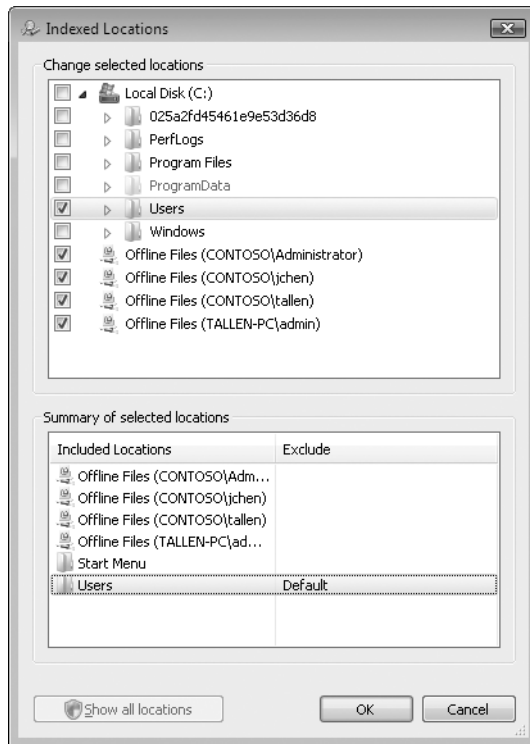 Indexed Locations
Change selected locations
Local Disk (C:)
025a2fd45461e9e53d36d8
PerfLogs
Program Files
ProgramData
Users
Windows
Offline Files (CONTOSO\Administrator)
Offline Files (CONTOSO\jchen)
Offline Files (CONTOSO\tallen)
Offline Files (TALLEN-PC\admin)
Summary of selected locations
Included Locations Exclude
Offline Files (CONTOSO\Adm...
Offline Files (CONTOSO\jchen)
Offline Files (CONTOSO\tallen)
Offline Files (TALLEN-PC\ad...
Start Menu
Users Default
Show all locations OK Cancel